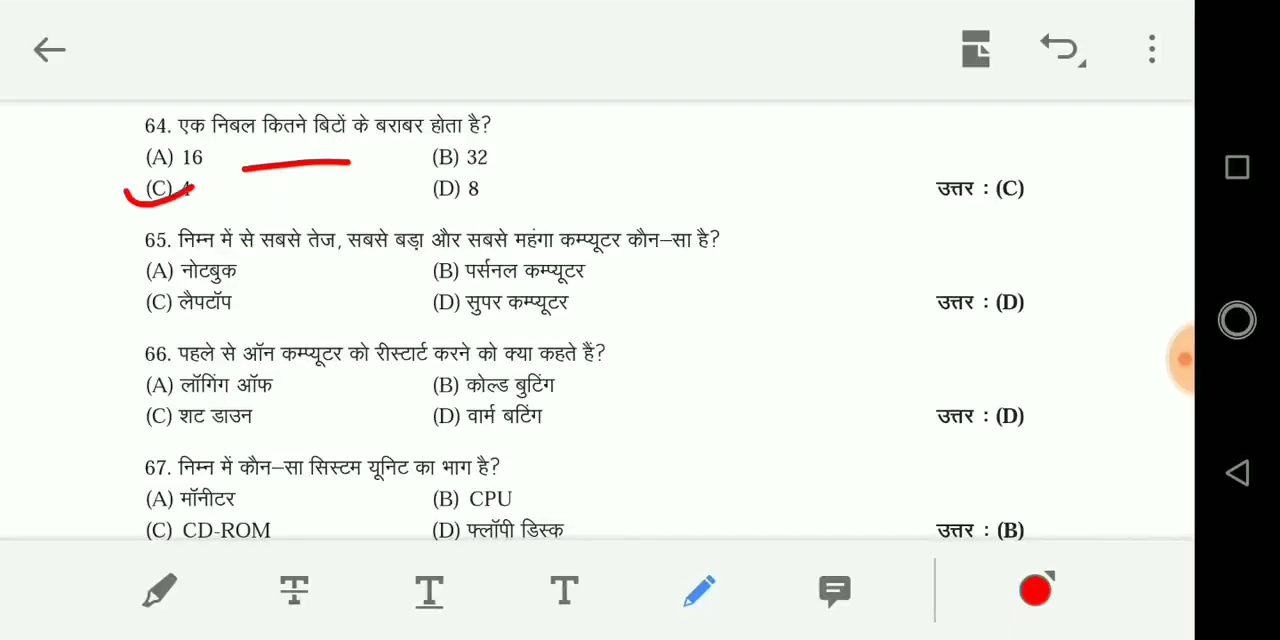 64. एक निबल कितने बिटों के बराबर होता है?
(A) 16 (B) 32
(C) 4 (D) 8 उत्तर : (C)
65. निम्न में से सबसे तेज, सबसे बड़ा और सबसे महंगा कम्प्यूटर कौन–सा है?
(A) नोटबुक (B) पर्सनल कम्प्यूटर
(C) लैपटॉप (D) सुपर कम्प्यूटर उत्तर : (D)
66. पहले से ऑन कम्प्यूटर को रीस्टार्ट करने को क्या कहते हैं?
(A) लॉगिंग ऑफ (B) कोल्ड बुटिंग
(C) शट डाउन (D) वार्म बटिंग उत्तर : (D)
67. निम्न में कौन–सा सिस्टम यूनिट का भाग है?
(A) मॉनीटर (B) CPU
(C) CD-ROM (D) फ्लॉपी डिस्क उत्तर : (B)